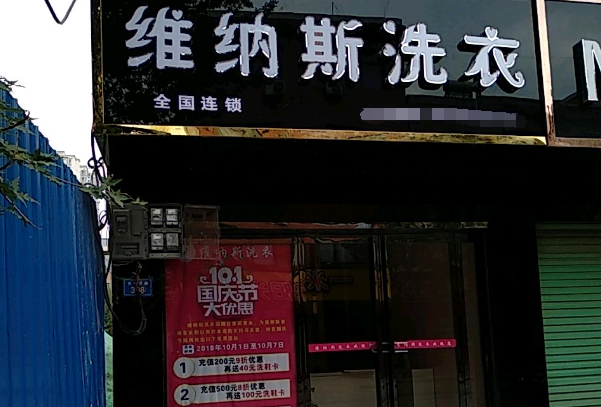 维纳斯洗衣
全国连锁
维纳斯洗衣
10.1
国庆节
大优惠
2018年10月1日至10月7日
1 充值200元9折优惠
再送40元洗鞋卡
2 充值500元8折优惠
再送100元洗鞋卡